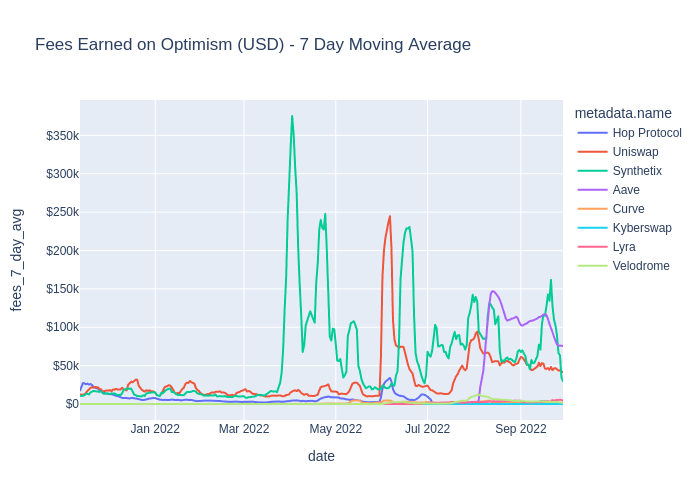 Fees Earned on Optimism (USD) - 7 Day Moving Average
metadata.name
Hop Protocol
Uniswap
Synthetix
Aave
Curve
Kyberswap
Lyra
Velodrome
fees_7_day_avg
$350k
$300k
$250k
$200k
$150k
$100k
$50k
$0
Jan 2022 Mar 2022 May 2022 Jul 2022 Sep 2022
date